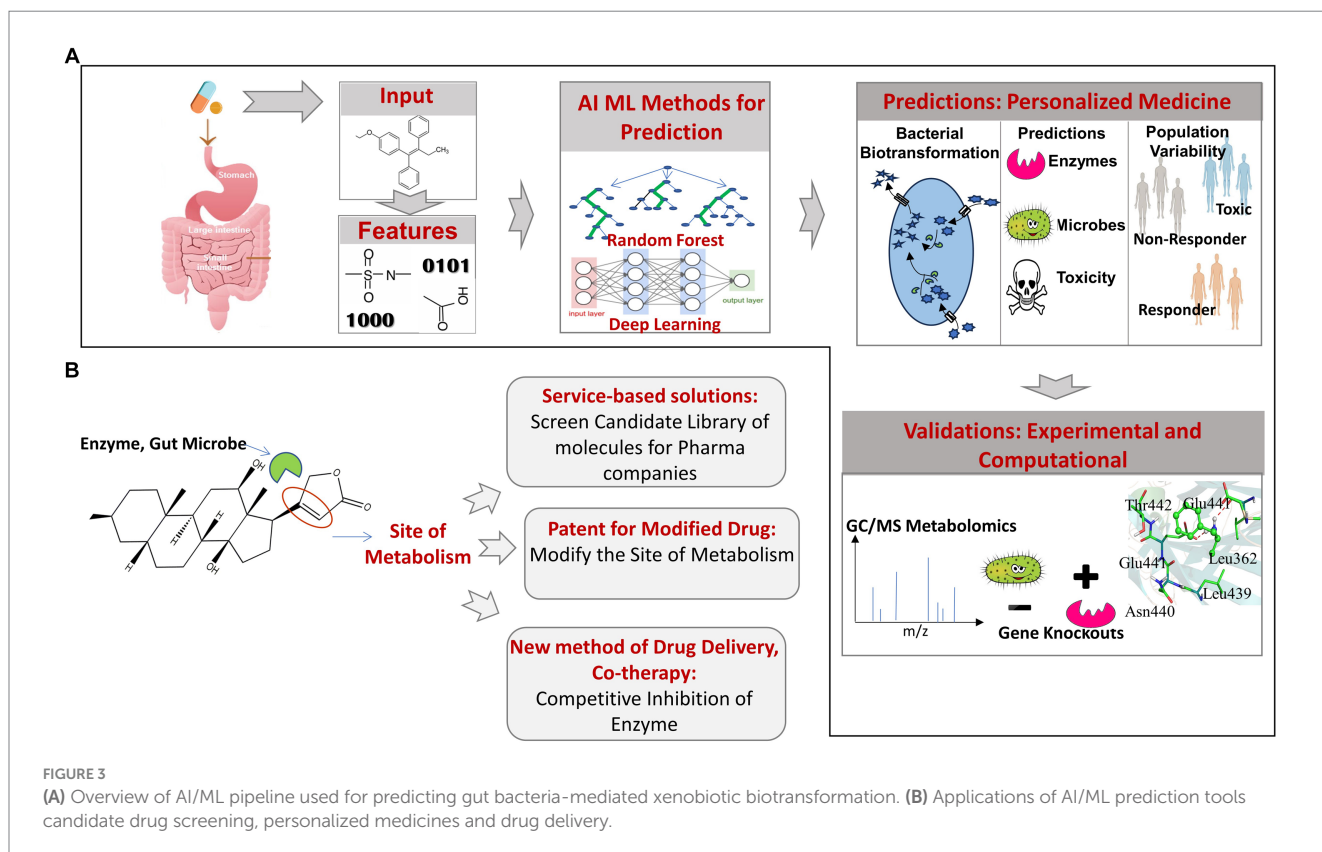 A
Stomach
Large Intestine
Small
Intestine
Input
O
CH₃
Features
O
S
N
O
0101
1000
O
HO
AI ML Methods for
Prediction
Random Forest
input layer
output layer
Deep Learning
Predictions: Personalized Medicine
Bacterial
Biotransformation
Predictions
Enzymes
Microbes
Toxicity
Population
Variability
Toxic
Non-Responder
Responder
Validations: Experimental and
Computational
GC/MS Metabolomics
m/z
+
-
Gene Knockouts
Thr442
Glu441
Glu441
Leu362
Leu439
Asn440
B
Enzyme, Gut Microbe
OH
O
O
H
H
H
OH
Site of
Metabolism
Service-based solutions:
Screen Candidate Library of
molecules for Pharma
companies
Patent for Modified Drug:
Modify the Site of Metabolism
New method of Drug Delivery,
Co-therapy:
Competitive Inhibition of
Enzyme
FIGURE 3
(A) Overview of AI/ML pipeline used for predicting gut bacteria-mediated xenobiotic biotransformation. (B) Applications of AI/ML prediction tools
candidate drug screening, personalized medicines and drug delivery.